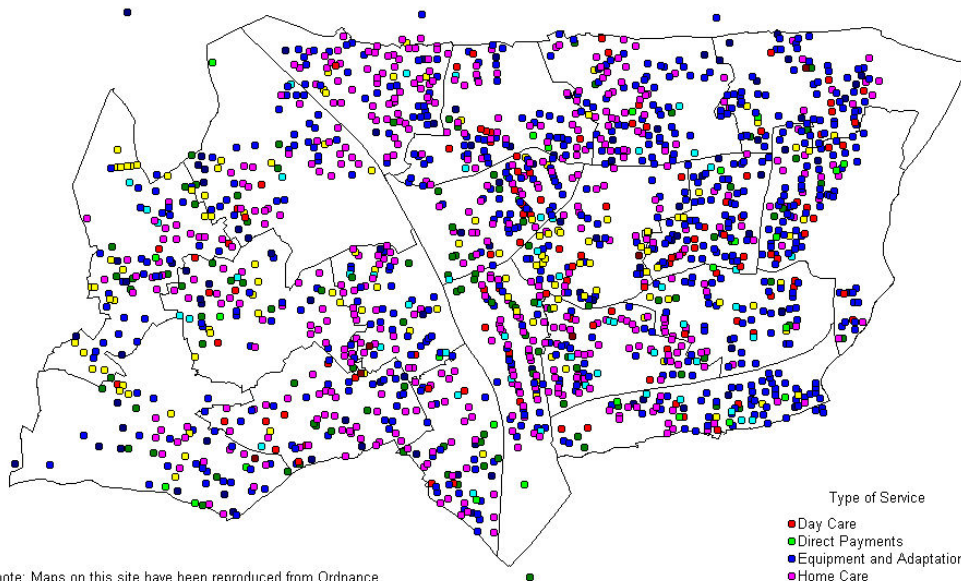 Type of Service
Day Care
Direct Payments
Equipment and Adaptation
Home Care
note: Maps on this site have been reproduced from Ordnance